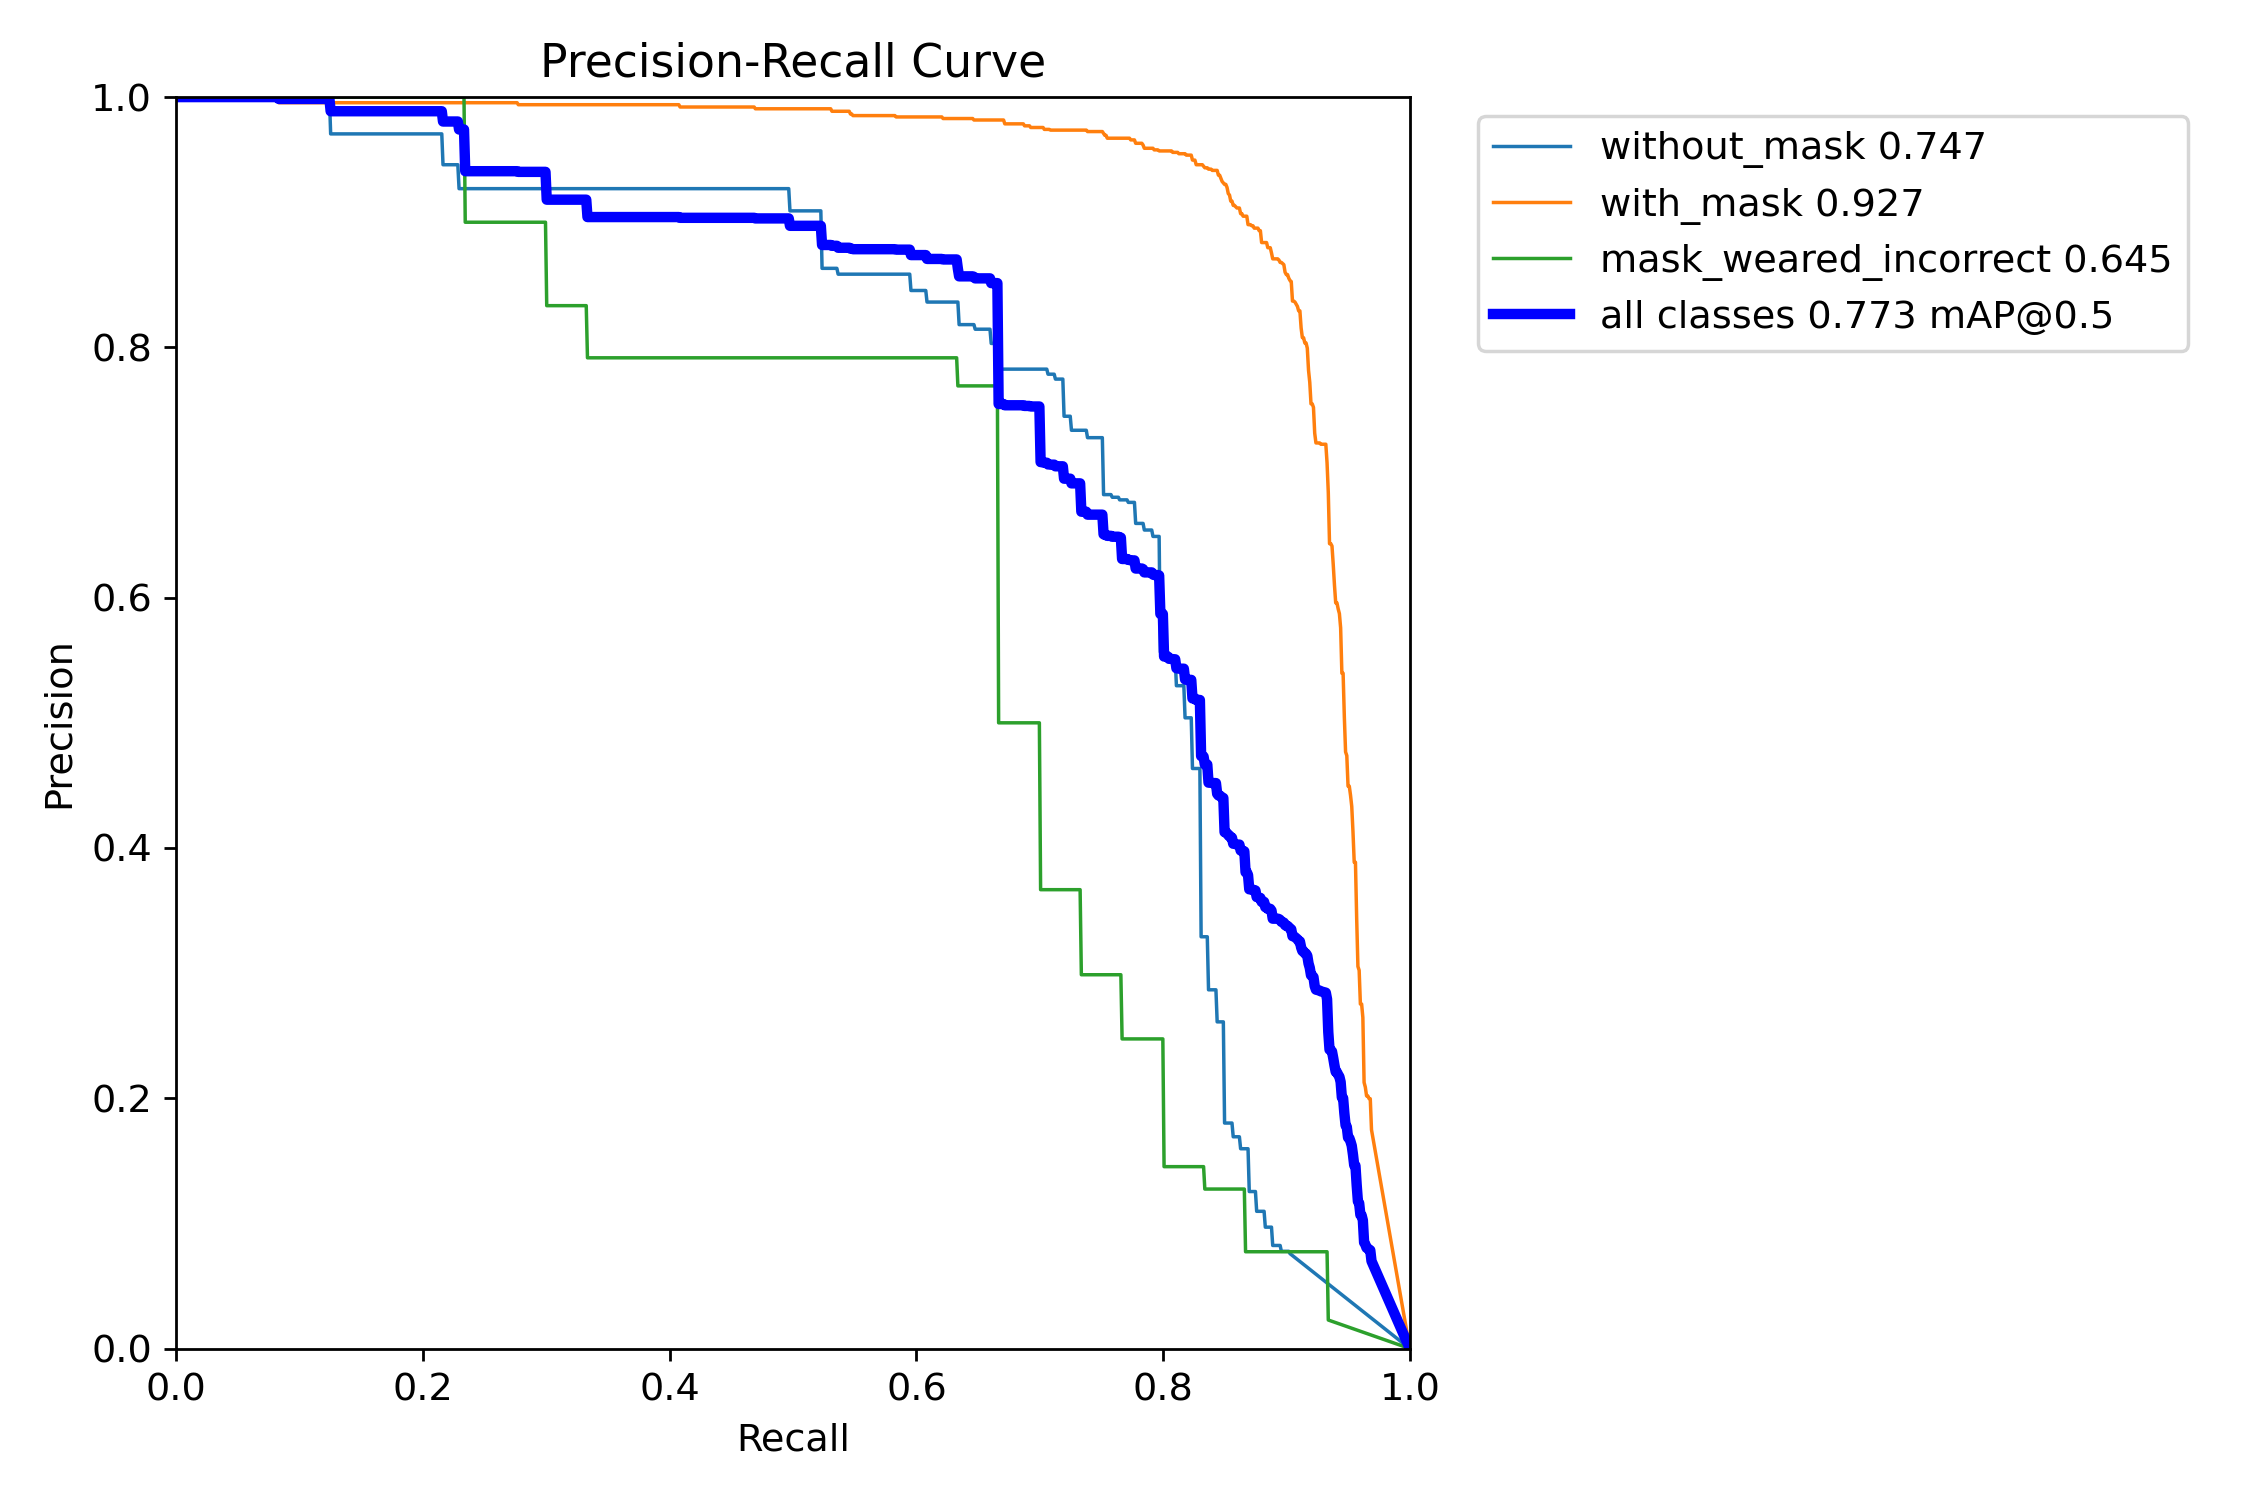 Precision-Recall Curve
1.0
0.8
0.6
0.4
0.2
0.0
Precision
0.0 0.2 0.4 0.6 0.8 1.0
Recall
without_mask 0.747
with_mask 0.927
mask_weared_incorrect 0.645
all classes 0.773 mAP@0.5